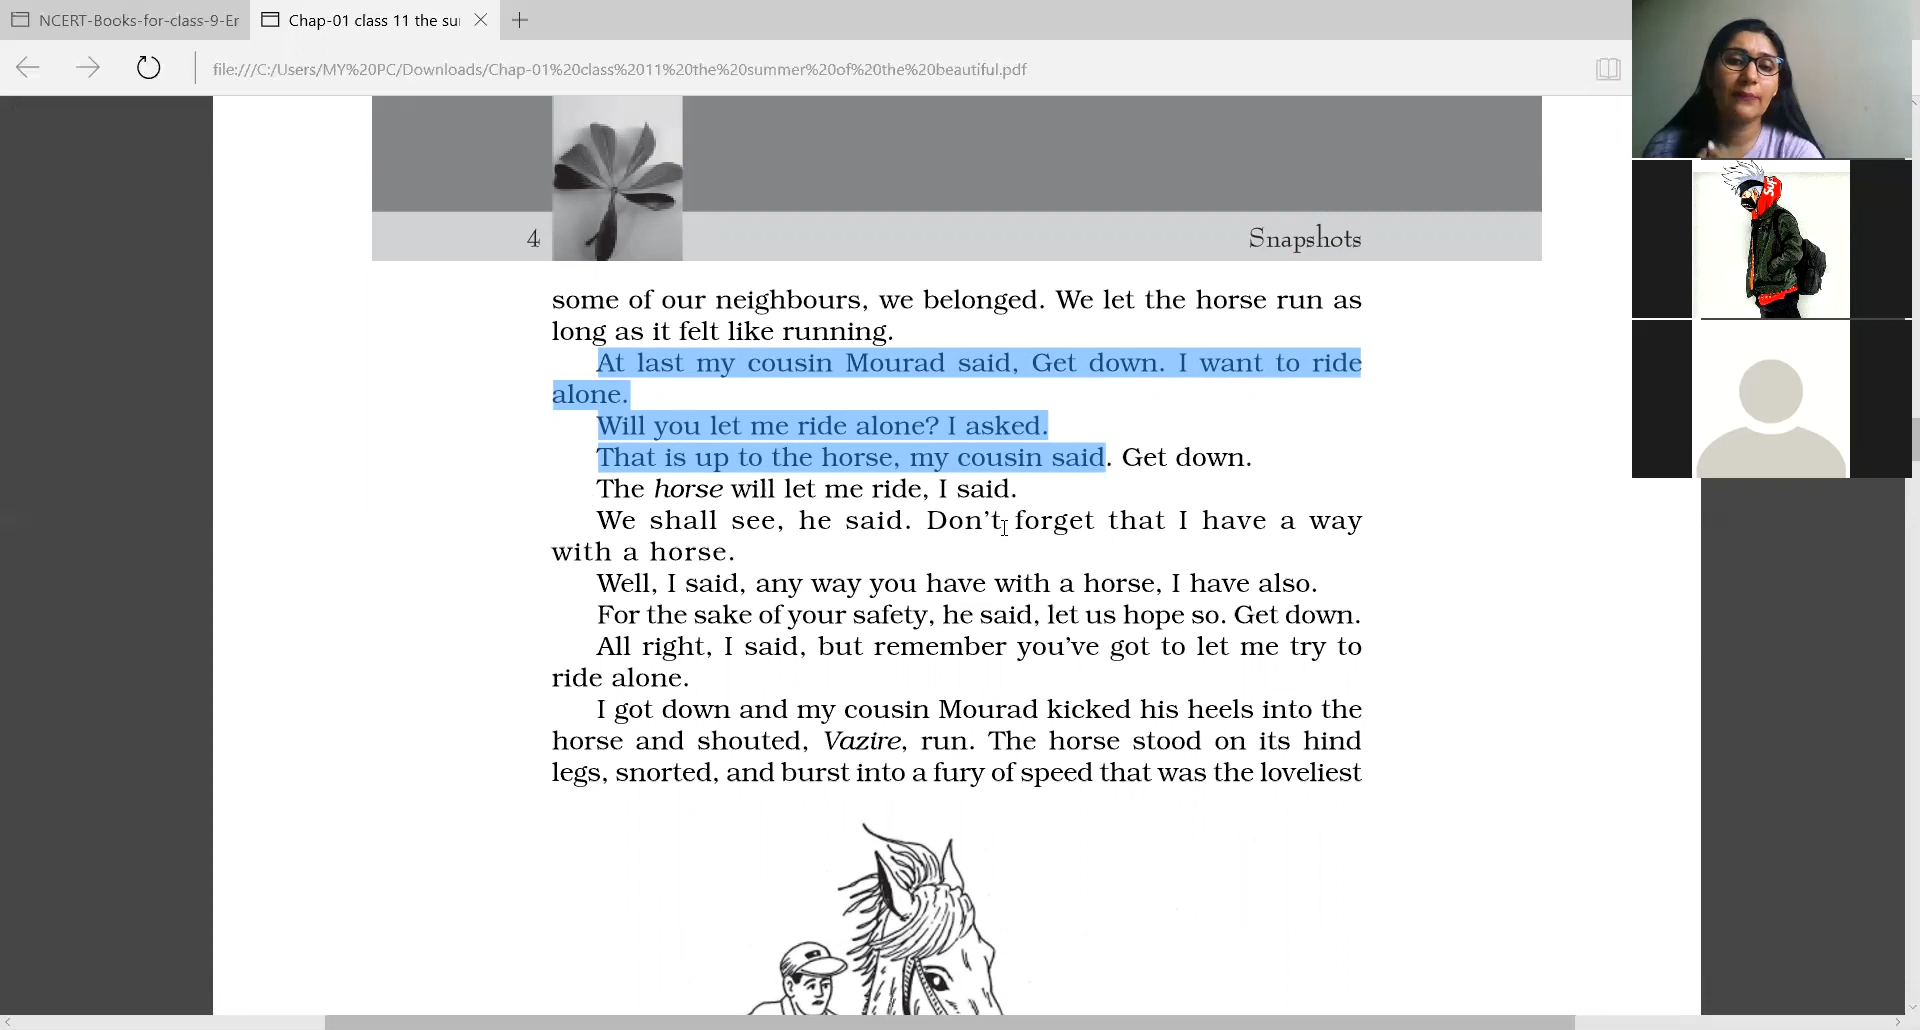 NCERT-Books-for-class-9-Er
Chap-01 class 11 the su
file:///C:/Users/MY%20PC/Downloads/Chap-01%20class%2011%20the%20summer%20of%20the%20beautiful.pdf
4
Snapshots
some of our neighbours, we belonged. We let the horse run as
long as it felt like running.
At last my cousin Mourad said, Get down. I want to ride
alone.
Will you let me ride alone? I asked.
That is up to the horse, my cousin said. Get down.
The horse will let me ride, I said.
We shall see, he said. Don't forget that I have a way
with a horse.
Well, I said, any way you have with a horse, I have also.
For the sake of your safety, he said, let us hope so. Get down.
All right, I said, but remember you've got to let me try to
ride alone.
I got down and my cousin Mourad kicked his heels into the
horse and shouted, Vazire, run. The horse stood on its hind
legs, snorted, and burst into a fury of speed that was the loveliest